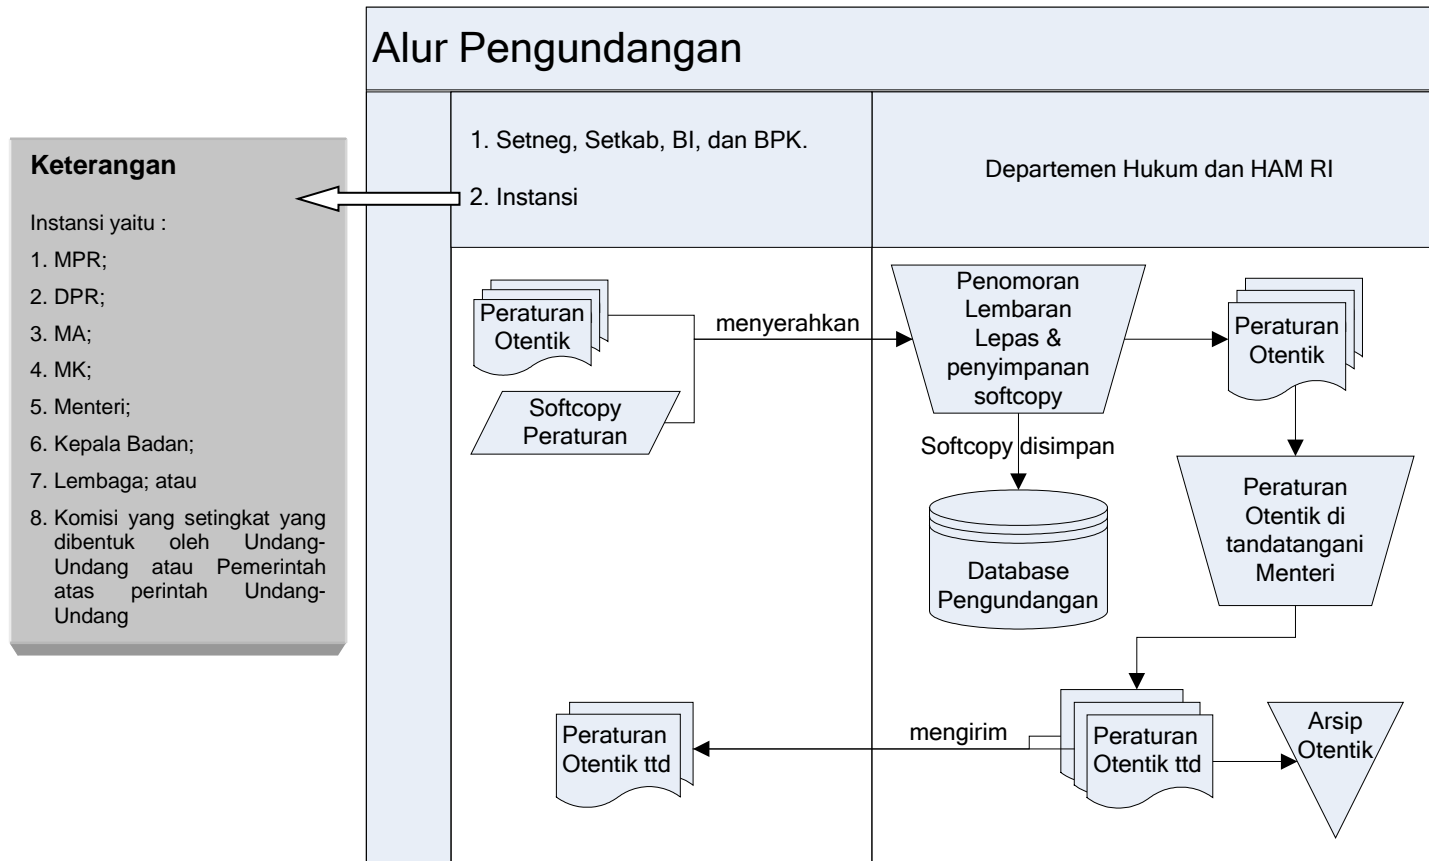 Alur Pengundangan
1. Setneg, Setkab, BI, dan BPK.
2. Instansi
Departemen Hukum dan HAM RI
Keterangan
Instansi yaitu :
1. MPR;
2. DPR;
3. MA;
4. MK;
5. Menteri;
6. Kepala Badan;
7. Lembaga; atau
8. Komisi yang setingkat yang
dibentuk oleh Undang-
Undang atau Pemerintah
atas perintah Undang-
Undang
Peraturan
Otentik
Softcopy
Peraturan
menyerahkan
Penomoran
Lembaran
Lepas &
penyimpanan
softcopy
Peraturan
Otentik
Softcopy disimpan
Database
Pengundangan
Peraturan
Otentik di
tandatangani
Menteri
Peraturan
Otentik ttd
mengirim
Peraturan
Otentik ttd
Arsip
Otentik